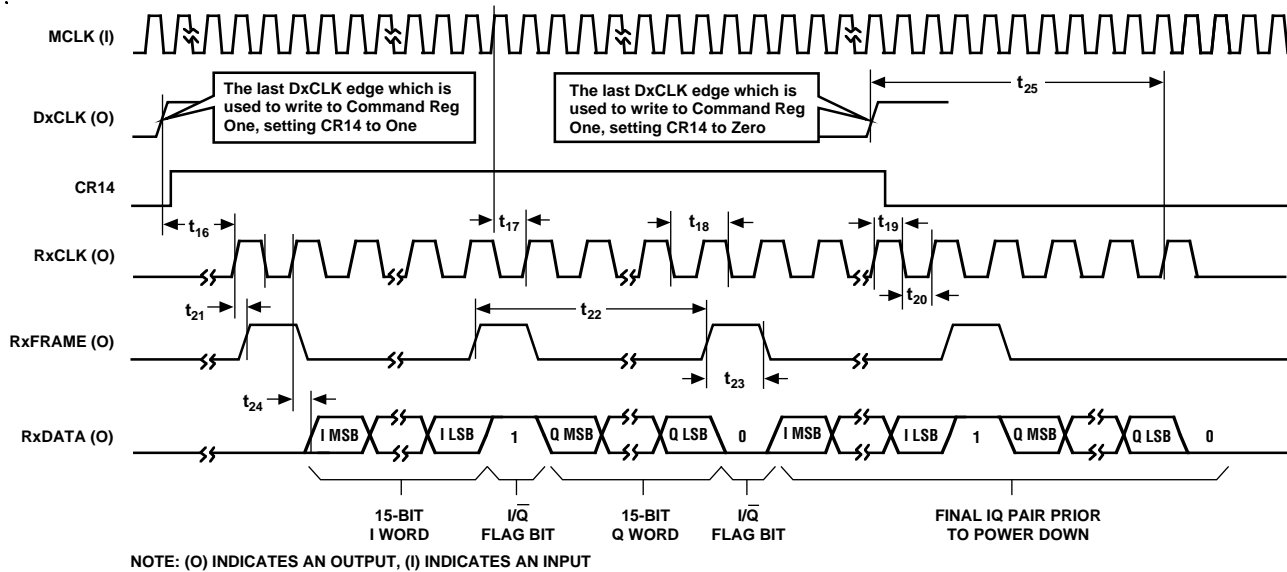 MCLK (I)
The last DxCLK edge which is
used to write to Command Reg
One, setting CR14 to One
The last DxCLK edge which is
used to write to Command Reg
One, setting CR14 to Zero
t25
DxCLK (O)
CR14
t16
t17
t18
t19
RxCLK (O)
t20
t21
t22
RxFRAME (O)
t23
t24
RxDATA (O)
I MSB
I LSB
1
Q MSB
Q LSB
0
I MSB
I LSB
1
Q MSB
Q LSB
0
15-BIT
I WORD
I/Q̅
FLAG BIT
15-BIT
Q WORD
I/Q̅
FLAG BIT
FINAL IQ PAIR PRIOR
TO POWER DOWN
NOTE: (O) INDICATES AN OUTPUT, (I) INDICATES AN INPUT